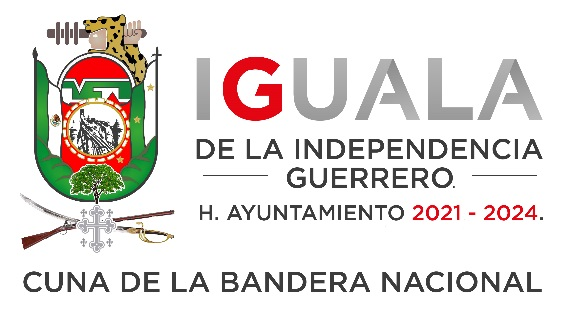 IGUALA
DE LA INDEPENDENCIA
GUERRERO.
H. AYUNTAMIENTO 2021 - 2024.
CUNA DE LA BANDERA NACIONAL